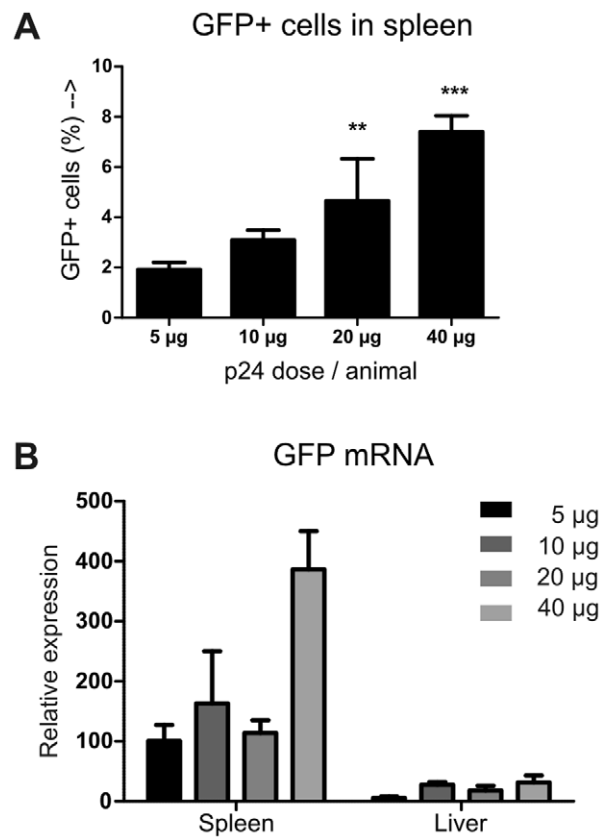 A
GFP+ cells in spleen
GFP+ cells (%) -->
10
8
6
4
2
0
**
***
5 µg 10 µg 20 µg 40 µg
p24 dose / animal
B
GFP mRNA
Relative expression
500
400
300
200
100
0
5 µg
10 µg
20 µg
40 µg
Spleen Liver